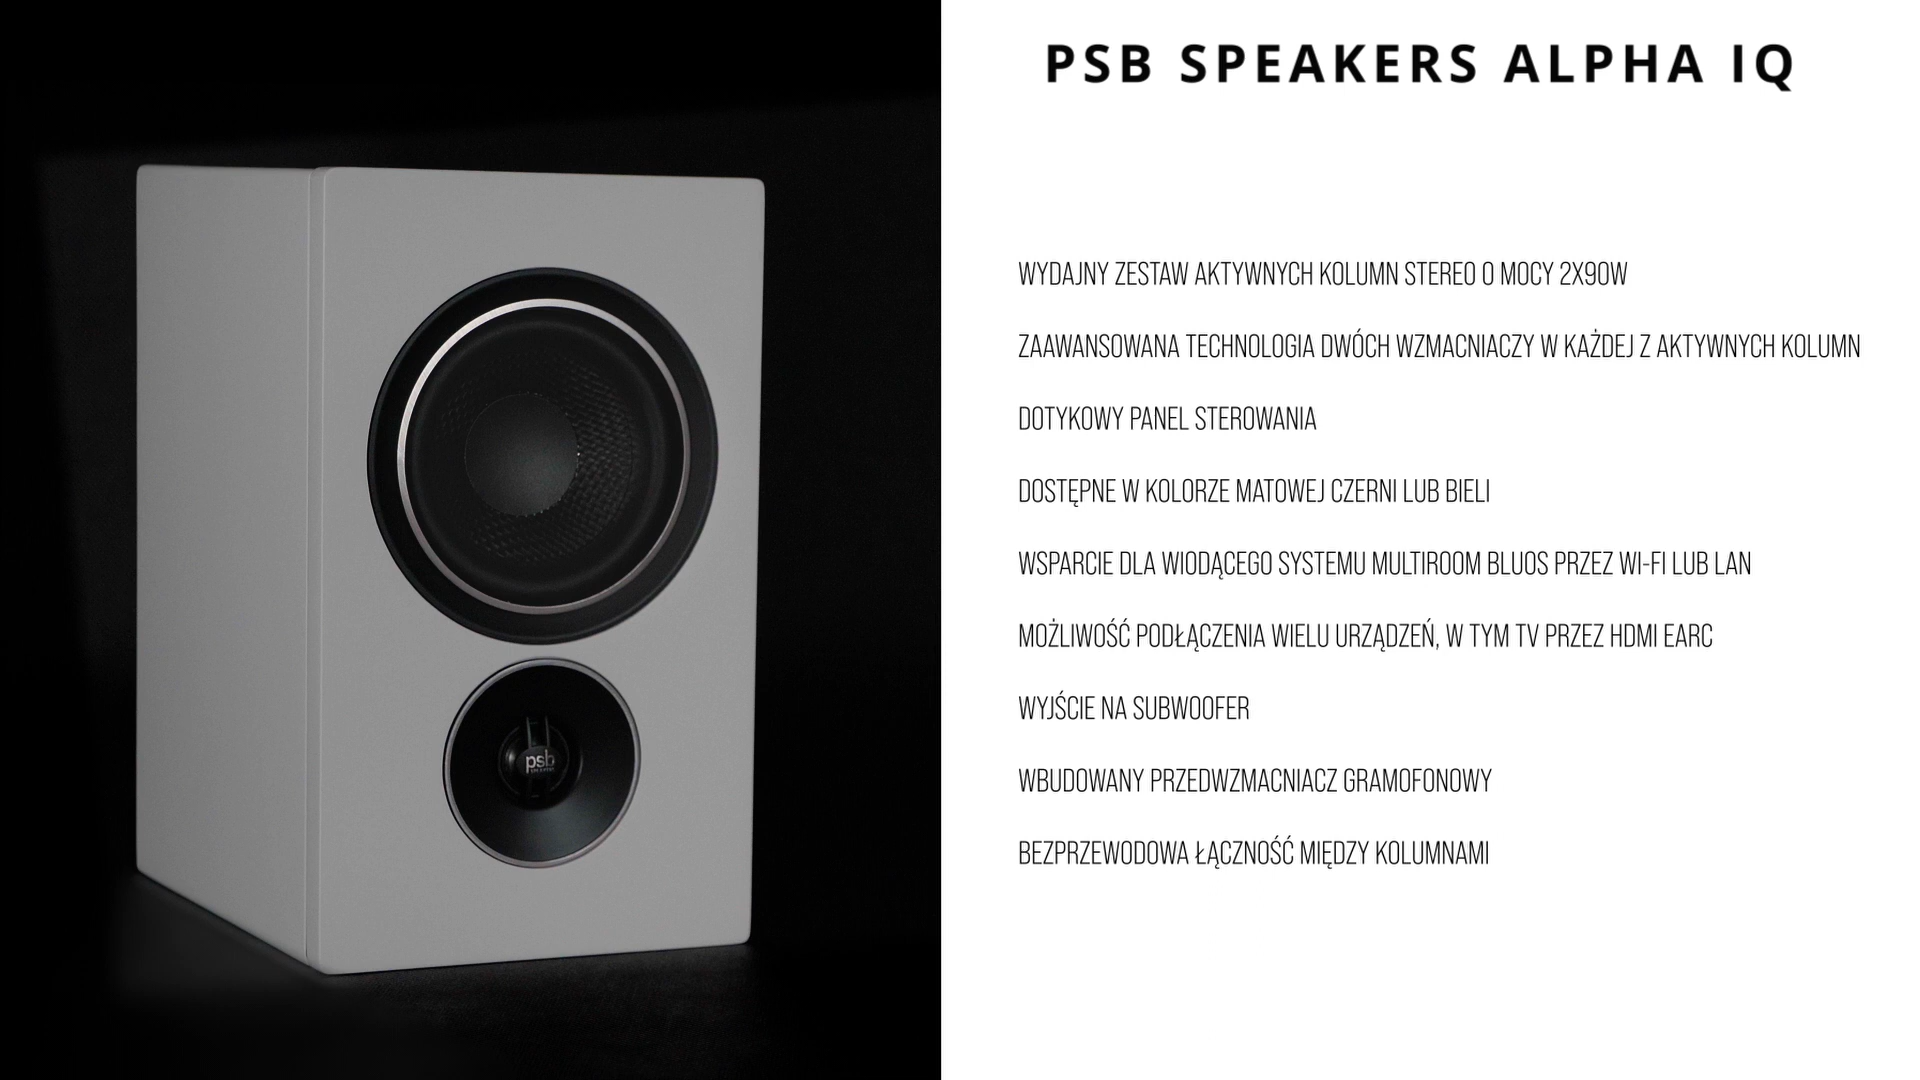 PSB SPEAKERS ALPHA IQ
WYDAJNY ZESTAW AKTYWNYCH KOLUMN STEREO O MOCY 2X90W
ZAAWANSOWANA TECHNOLOGIA DWÓCH WZMACNIACZY W KAŻDEJ Z AKTYWNYCH KOLUMN
DOTYKOWY PANEL STEROWANIA
DOSTĘPNE W KOLORZE MATOWEJ CZERNI LUB BIELI
WSPARCIE DLA WIODĄCEGO SYSTEMU MULTIROOM BLUOS PRZEZ WI-FI LUB LAN
MOŻLIWOŚĆ PODŁĄCZENIA WIELU URZĄDZEŃ, W TYM TV PRZEZ HDMI EARC
WYJŚCIE NA SUBWOOFER
WBUDOWANY PRZEDWZMACNIACZ GRAMOFONOWY
BEZPRZEWODOWA ŁĄCZNOŚĆ MIĘDZY KOLUMNAMI
psb